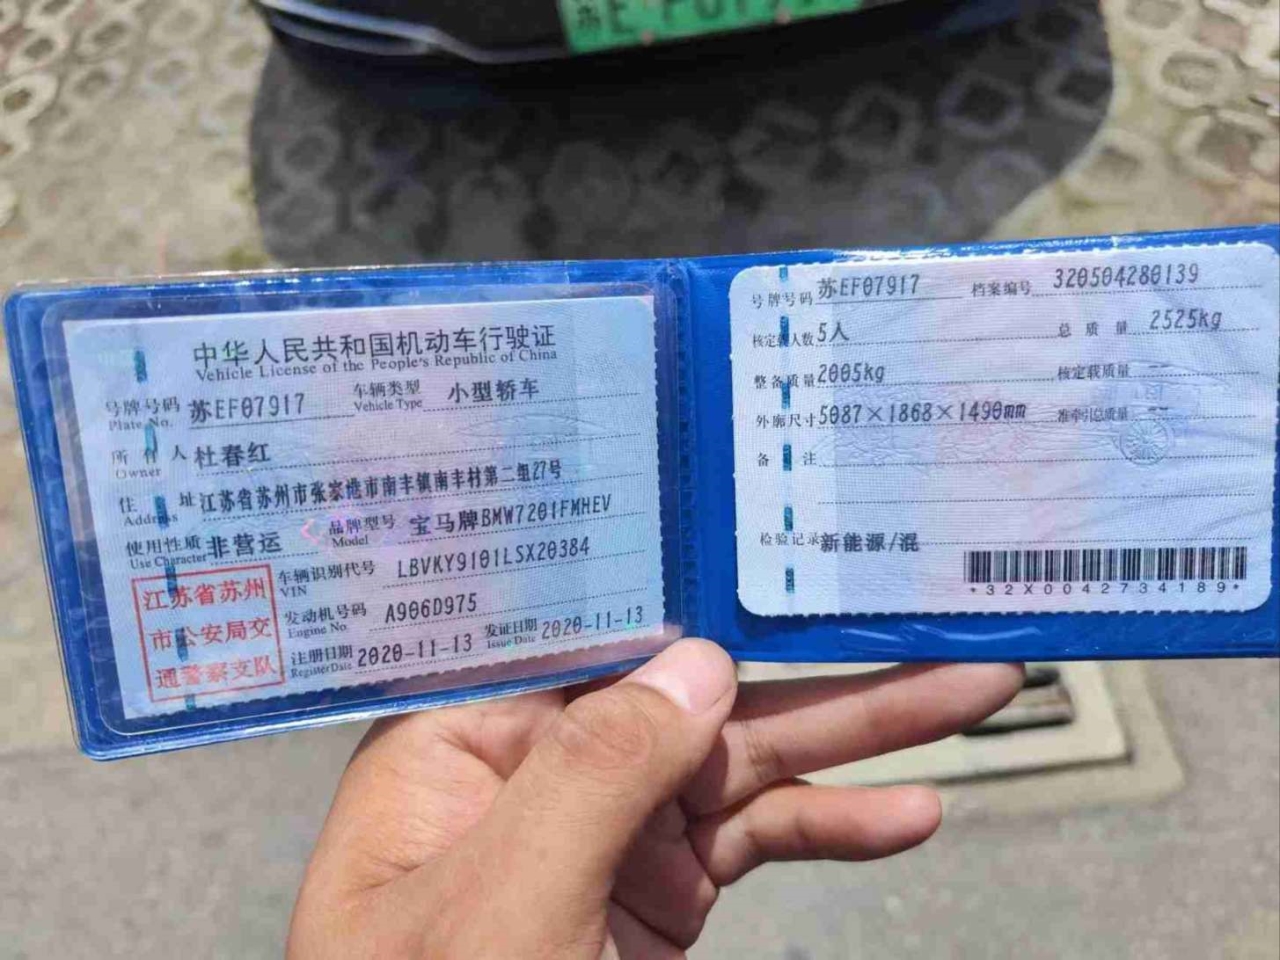 中华人民共和国机动车行驶证
Vehicle License of the People's Republic of China
号牌号码 苏EF07917 车辆类型 小型轿车
Plate No. Vehicle Type
所有人 杜春红
Owner
住址 江苏省苏州市张家港市南丰镇南丰村第二组27号
Address
使用性质 非营运 品牌型号 宝马牌BMW7201FMHEV
Use Character Model
江苏省苏州
市公安局交
通警察支队
车辆识别代号 LBVKY9101LSX20384
VIN
发动机号码 A906D975
Engine No.
注册日期 2020-11-13 发证日期 2020-11-13
Register Date Issue Date
号牌号码 苏EF07917 档案编号 320504280139
核定载人数 5人 总质量 2525kg
整备质量 2005kg 核定载质量 --
外廓尺寸 5087×1868×1490mm 准牵引总质量 --
备注
检验记录 新能源/混
*32X0042734189*